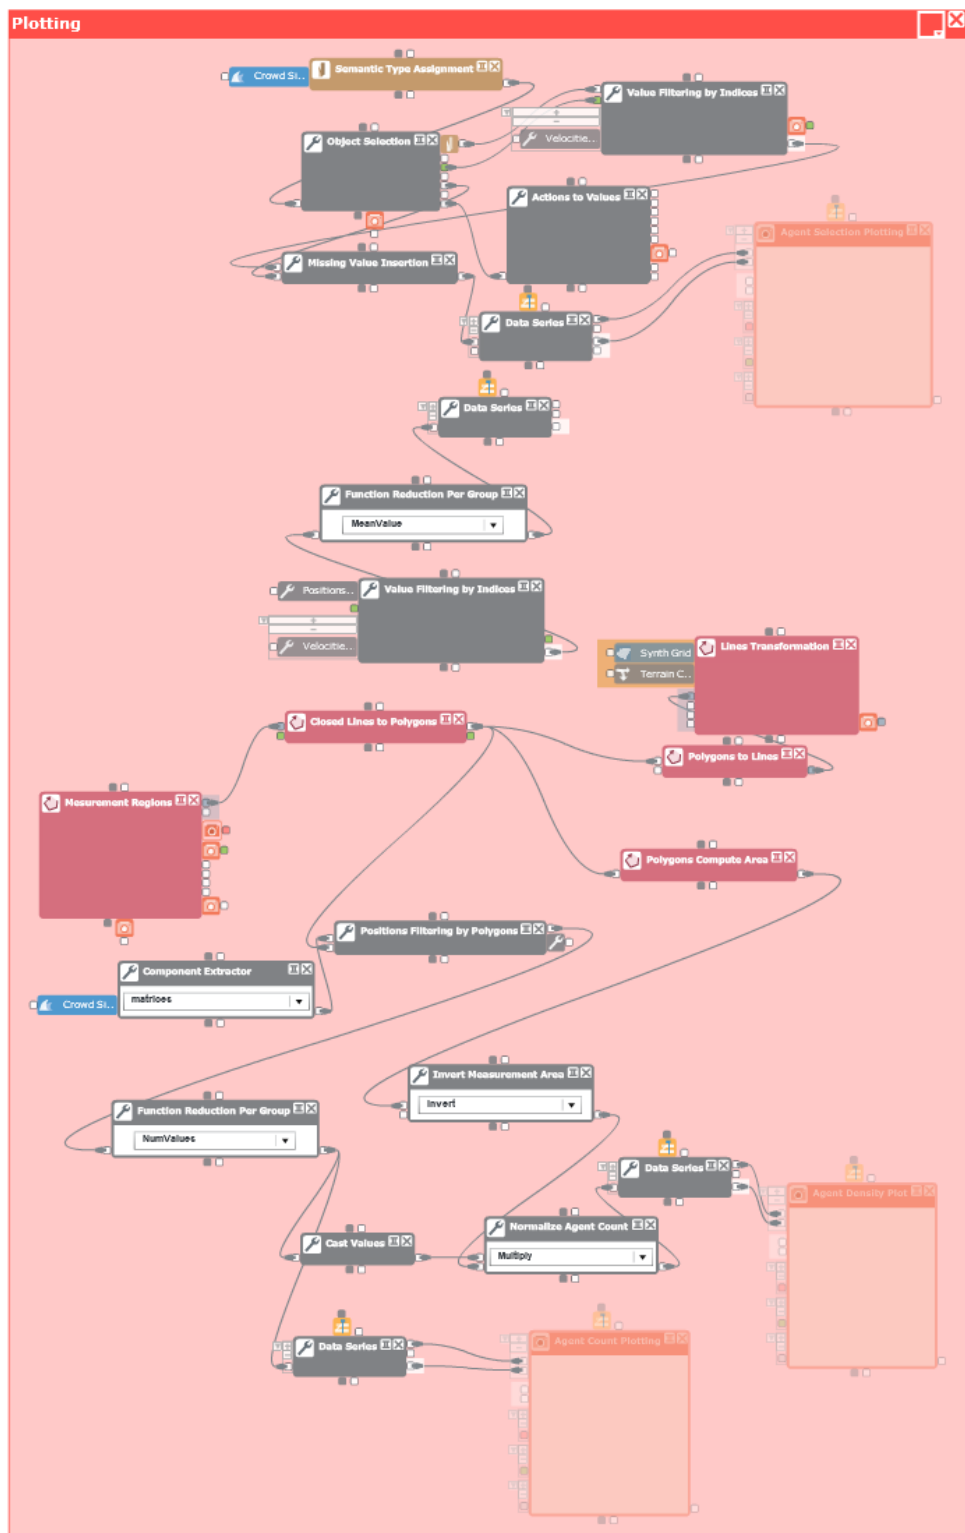 Plotting
Crowd Si..
Semantic Type Assignment
Value Filtering by Indices
Velocitie..
Object Selection
Actions to Values
Agent Selection Plotting
Missing Value Insertion
Data Series
Data Series
Function Reduction Per Group
MeanValue
Positions..
Value Filtering by Indices
Velocitie..
Synth Grid
Terrain C..
Lines Transformation
Closed Lines to Polygons
Polygons to Lines
Mesurement Regions
Polygons Compute Area
Positions Filtering by Polygons
Component Extractor
matrices
Crowd Si..
Invert Measurement Area
Invert
Function Reduction Per Group
NumValues
Data Series
Agent Density Plot
Normalize Agent Count
Multiply
Cast Values
Data Series
Agent Count Plotting